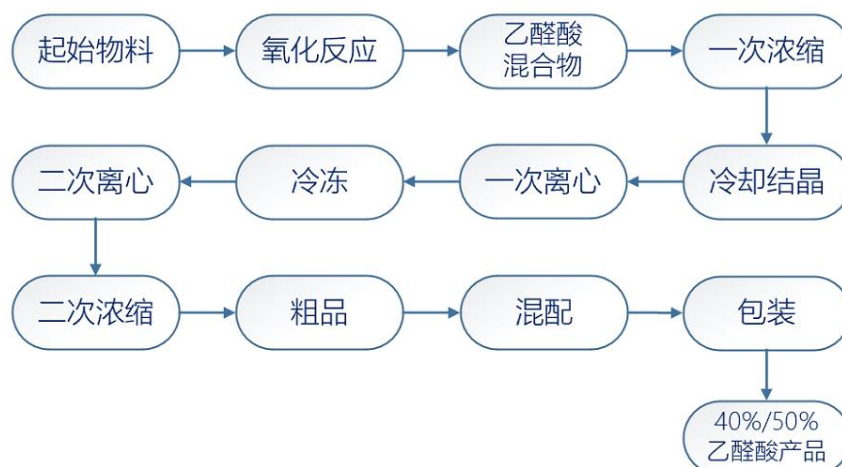 起始物料
氧化反应
乙醛酸
混合物
一次浓缩
冷却结晶
一次离心
冷冻
二次离心
二次浓缩
粗品
混配
包装
40%/50%
乙醛酸产品